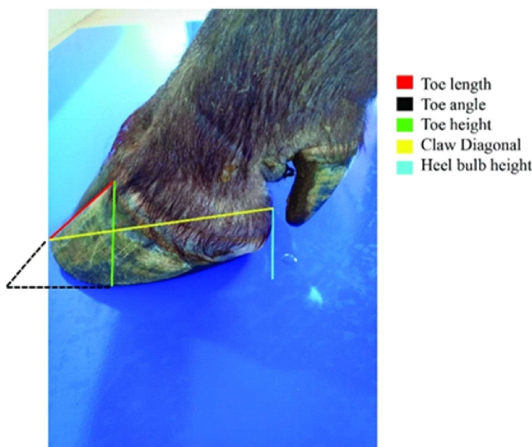 Toe length
Toe angle
Toe height
Claw Diagonal
Heel bulb height